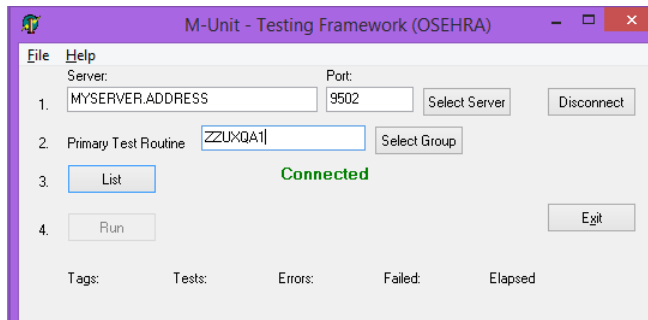 M-Unit - Testing Framework (OSEHRA)
File Help
Server: Port:
1. MYSERVER.ADDRESS 9502 Select Server Disconnect
2. Primary Test Routine ZZUXQA1 Select Group
3. List Connected
Exit
4. Run
Tags: Tests: Errors: Failed: Elapsed